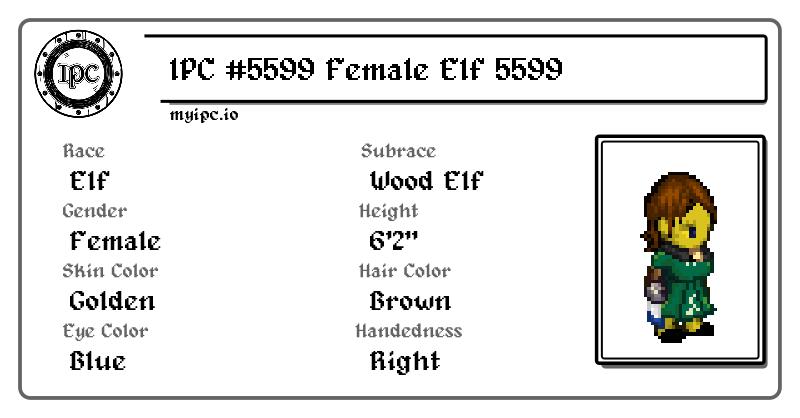 IPC
IPC #5599 Female Elf 5599
myipc.io
Race
Elf
Subrace
Wood Elf
Gender
Female
Height
6'2"
Skin Color
Golden
Hair Color
Brown
Eye Color
Blue
Handedness
Right